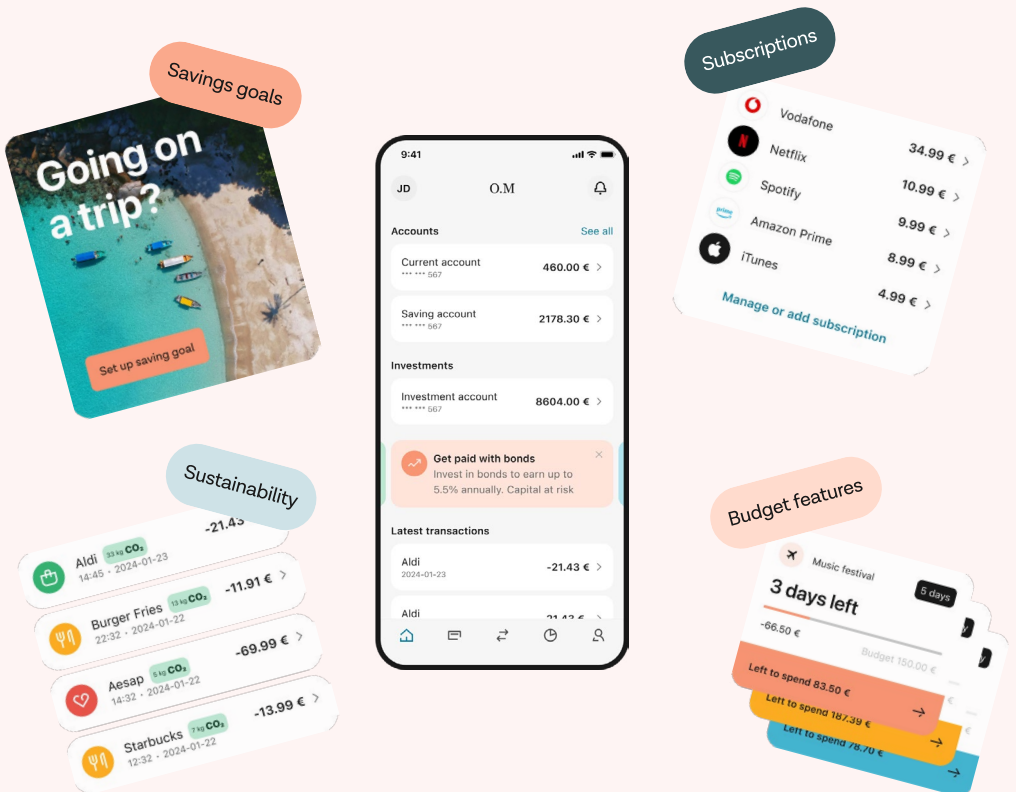 Savings goals
Going on
a trip?
Set up saving goal
Subscriptions
Vodafone
34.99 €
Netflix
10.99 €
Spotify
9.99 €
prime
Amazon Prime
8.99 €
iTunes
4.99 €
Manage or add subscription
9:41
JD
O.M
Accounts
See all
Current account
460.00 €
••• ••• 567
Saving account
2178.30 €
••• ••• 567
Investments
Investment account
8604.00 €
••• ••• 567
Get paid with bonds
Invest in bonds to earn up to
5.5% annually. Capital at risk
Latest transactions
Aldi
-21.43 €
2024-01-23
Aldi
21.43 €
Sustainability
Aldi 33 kg CO₂
-21.43
14:45 • 2024-01-23
Burger Fries 13 kg CO₂
-11.91 €
22:32 • 2024-01-22
Aesap 5 kg CO₂
-69.99 €
14:32 • 2024-01-22
Starbucks 7 kg CO₂
-13.99 €
12:32 • 2024-01-22
Budget features
Music festival
5 days
3 days left
-66.50 €
Budget 150.00 €
Left to spend 83.50 €
Left to spend 187.39 €
Left to spend 78.70 €